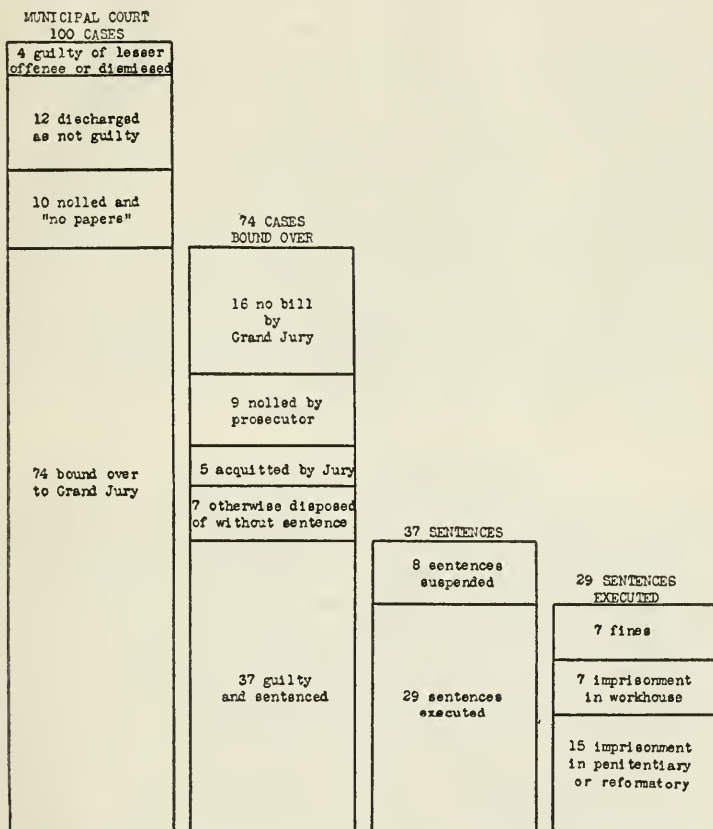 MUNICIPAL COURT
100 CASES
4 guilty of lesser
offence or dismissed
12 discharged
as not guilty
10 nolled and
"no papers"
74 bound over
to Grand Jury
74 CASES
BOUND OVER
16 no bill
by
Grand Jury
9 nolled by
prosecutor
5 acquitted by Jury
7 otherwise disposed
of without sentence
37 guilty
and sentenced
37 SENTENCES
8 sentences
suspended
29 sentences
executed
29 SENTENCES
EXECUTED
7 fines
7 imprisonment
in workhouse
15 imprisonment
in penitentiary
or reformatory